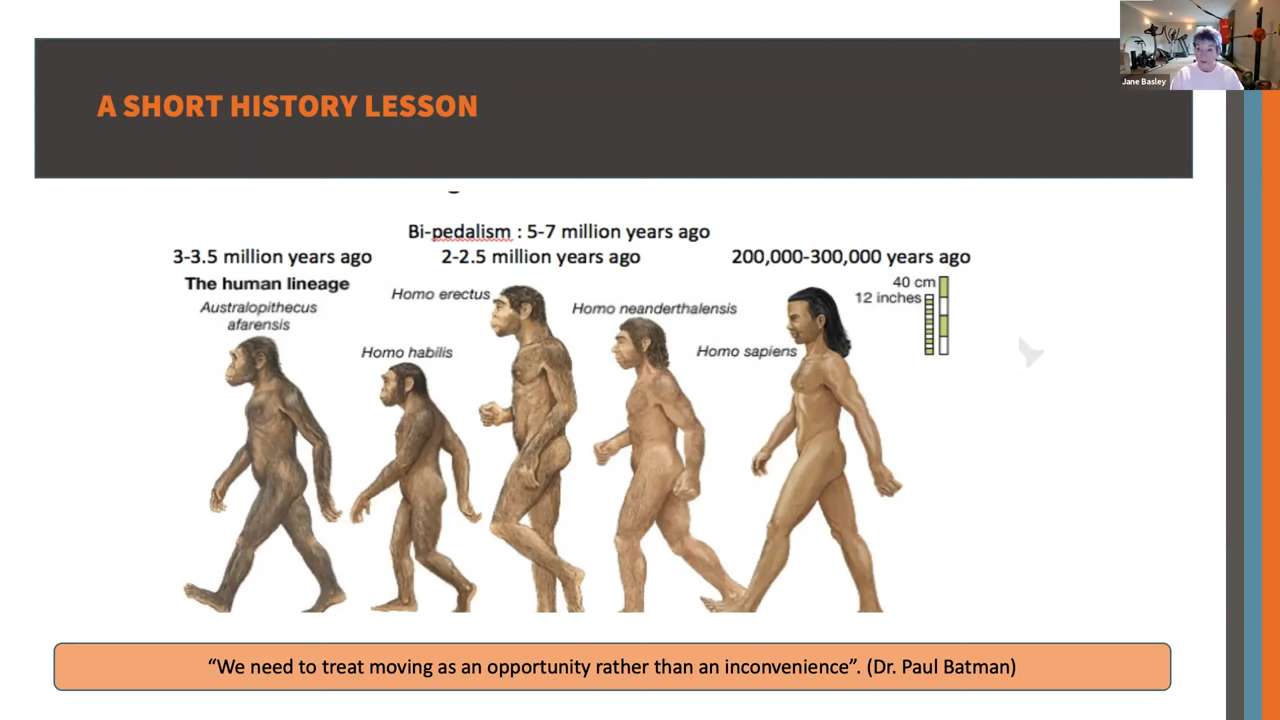 Jane Basley
A SHORT HISTORY LESSON
Bi-pedalism : 5-7 million years ago
3-3.5 million years ago
2-2.5 million years ago
200,000-300,000 years ago
The human lineage
Australopithecus
afarensis
Homo habilis
Homo erectus
Homo neanderthalensis
Homo sapiens
40 cm
12 inches
“We need to treat moving as an opportunity rather than an inconvenience”. (Dr. Paul Batman)